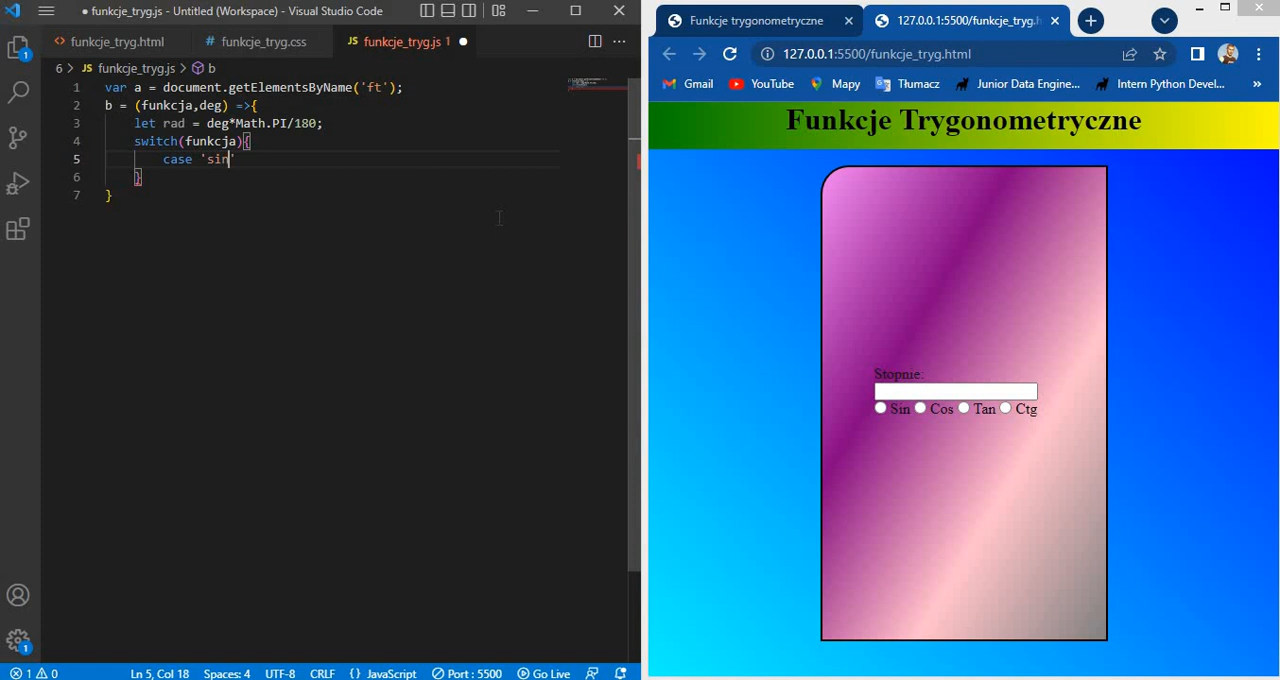 funkcje_tryg.js - Untitled (Workspace) - Visual Studio Code
funkcje_tryg.html
funkcje_tryg.css
JS funkcje_tryg.js 1
6 > JS funkcje_tryg.js > b
1 var a = document.getElementsByName('ft');
2 b = (funkcja,deg) =>{
3 let rad = deg*Math.PI/180;
4 switch(funkcja){
5 case 'sin'
6 }
7 }
1
1
1 0
Ln 5, Col 18
Spaces: 4
UTF-8
CRLF
{} JavaScript
Port : 5500
Go Live
Funkcje trygonometryczne
127.0.0.1:5500/funkcje_tryg.h
127.0.0.1:5500/funkcje_tryg.html
Gmail
YouTube
Mapy
Tłumacz
Junior Data Engine...
Intern Python Devel...
»
Funkcje Trygonometryczne
Stopnie:
Sin Cos Tan Ctg